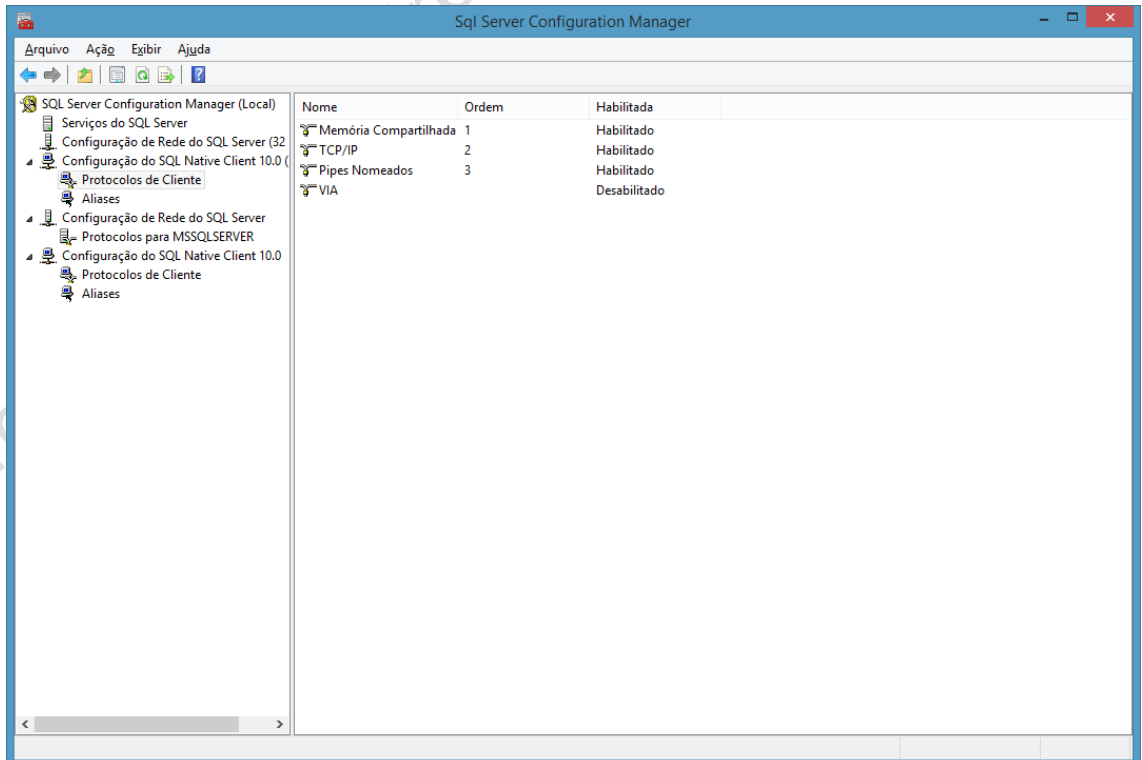 Sql Server Configuration Manager
Arquivo Ação Exibir Ajuda
SQL Server Configuration Manager (Local)
Serviços do SQL Server
Configuração de Rede do SQL Server (32
Configuração do SQL Native Client 10.0 (
Protocolos de Cliente
Aliases
Configuração de Rede do SQL Server
Protocolos para MSSQLSERVER
Configuração do SQL Native Client 10.0
Protocolos de Cliente
Aliases
Nome Ordem Habilitada
Memória Compartilhada 1 Habilitado
TCP/IP 2 Habilitado
Pipes Nomeados 3 Habilitado
VIA Desabilitado